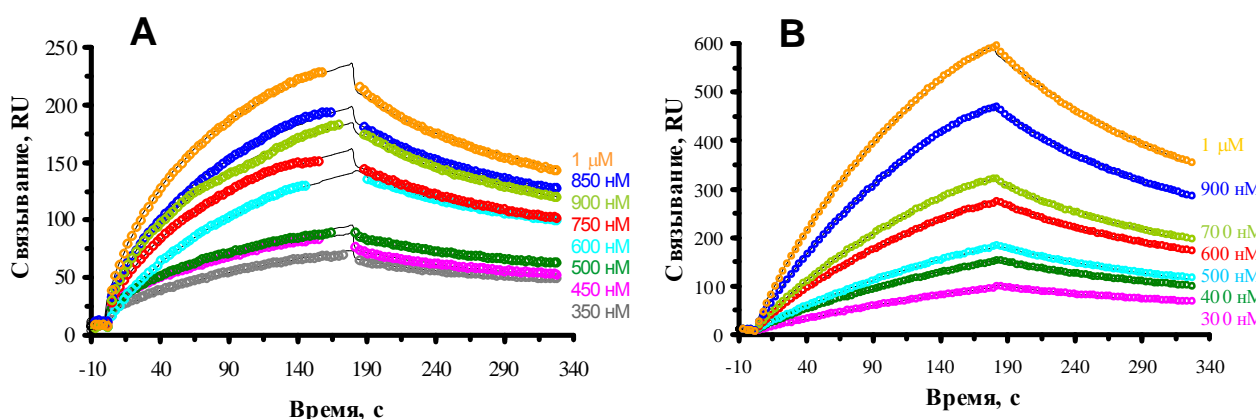 A
Связывание, RU
250
200
150
100
50
0
-10 40 90 140 190 240 290 340
Время, с
1 μM
850 нМ
900 нМ
750 нМ
600 нМ
500 нМ
450 нМ
350 нМ
B
Связывание, RU
600
500
400
300
200
100
0
-10 40 90 140 190 240 290 340
Время, с
1 μM
900 нМ
700 нМ
600 нМ
500 нМ
400 нМ
300 нМ